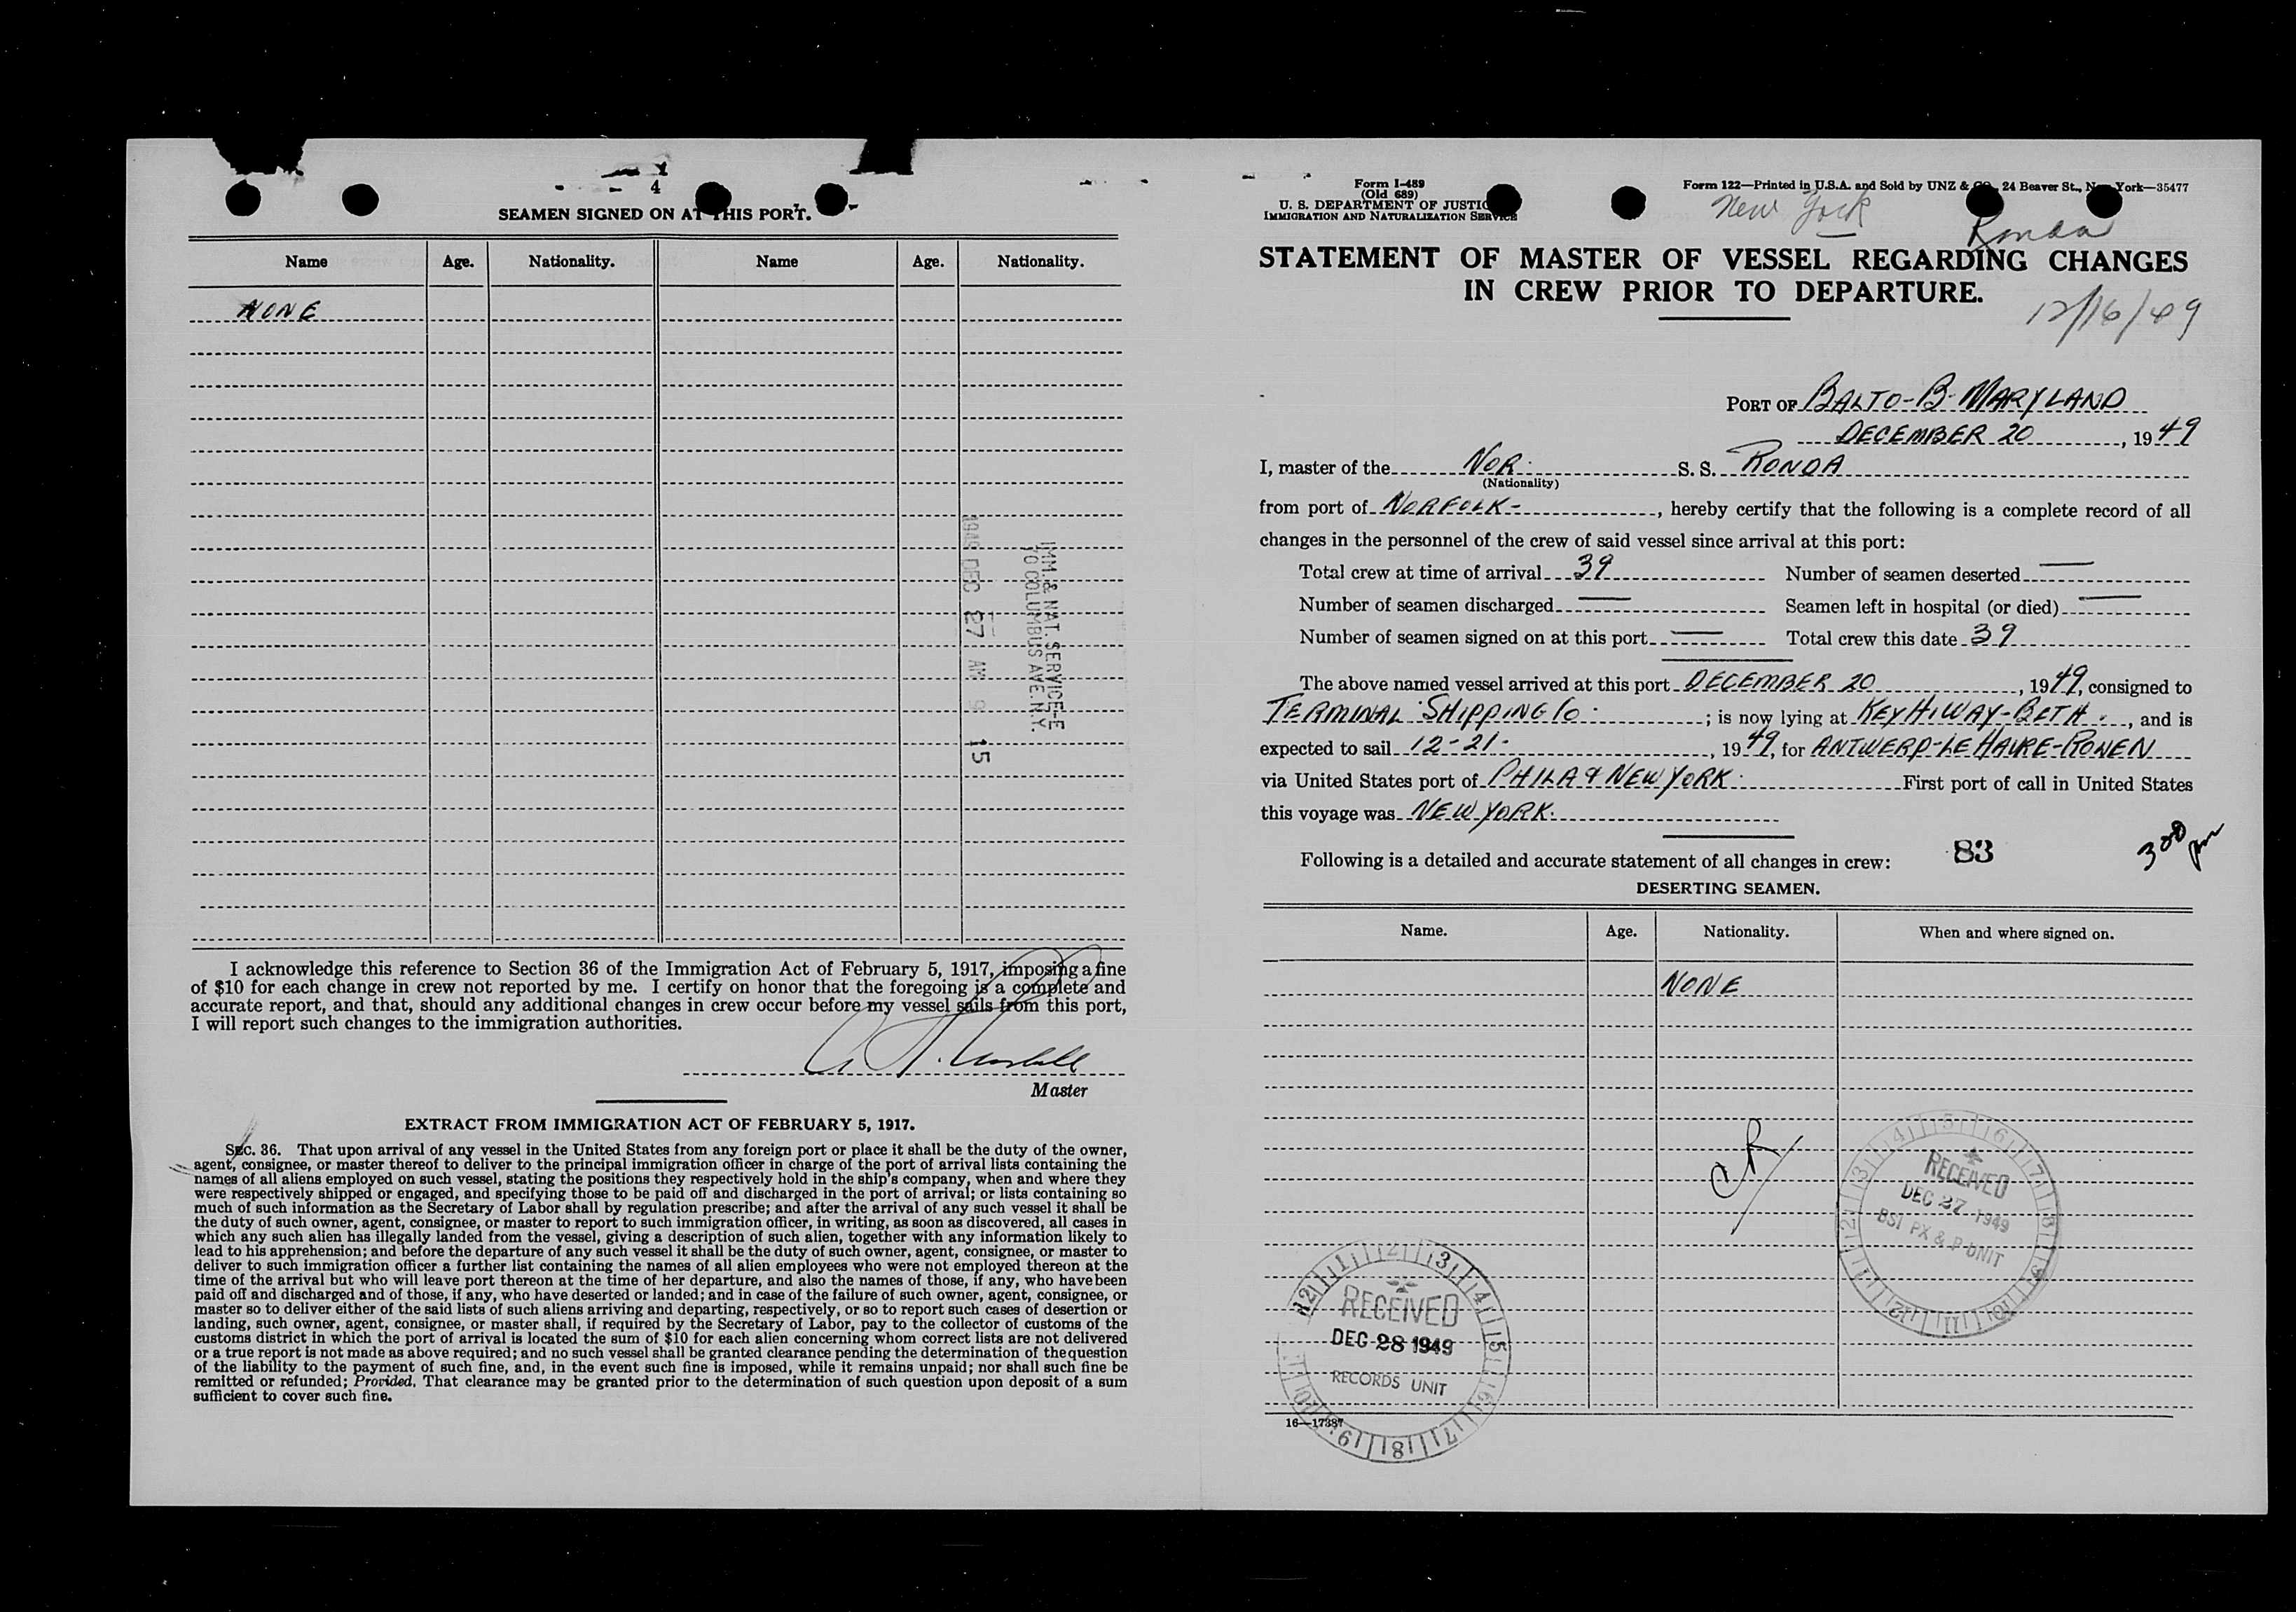 4
SEAMEN SIGNED ON AT THIS PORT.
Name Age. Nationality. Name Age. Nationality.
NONE
IMM. & NAT. SERVICE-E
70 COLUMBUS AVE. N.Y.
1949 DEC 27 AM 9 15
I acknowledge this reference to Section 36 of the Immigration Act of February 5, 1917, imposing a fine
of $10 for each change in crew not reported by me. I certify on honor that the foregoing is a complete and
accurate report, and that, should any additional changes in crew occur before my vessel sails from this port,
I will report such changes to the immigration authorities.
Master
EXTRACT FROM IMMIGRATION ACT OF FEBRUARY 5, 1917.
SEC. 36. That upon arrival of any vessel in the United States from any foreign port or place it shall be the duty of the owner,
agent, consignee, or master thereof to deliver to the principal immigration officer in charge of the port of arrival lists containing the
names of all aliens employed on such vessel, stating the positions they respectively hold in the ship's company, when and where they
were respectively shipped or engaged, and specifying those to be paid off and discharged in the port of arrival; or lists containing so
much of such information as the Secretary of Labor shall by regulation prescribe; and after the arrival of any such vessel it shall be
the duty of such owner, agent, consignee, or master to report to such immigration officer, in writing, as soon as discovered, all cases in
which any such alien has illegally landed from the vessel, giving a description of such alien, together with any information likely to
lead to his apprehension; and before the departure of any such vessel it shall be the duty of such owner, agent, consignee, or master to
deliver to such immigration officer a further list containing the names of all alien employees who were not employed thereon at the
time of the arrival but who will leave port thereon at the time of her departure, and also the names of those, if any, who have been
paid off and discharged and of those, if any, who have deserted or landed; and in case of the failure of such owner, agent, consignee, or
master so to deliver either of the said lists of such aliens arriving and departing, respectively, or so to report such cases of desertion or
landing, such owner, agent, consignee, or master shall, if required by the Secretary of Labor, pay to the collector of customs of the
customs district in which the port of arrival is located the sum of $10 for each alien concerning whom correct lists are not delivered
or a true report is not made as above required; and no such vessel shall be granted clearance pending the determination of the question
of the liability to the payment of such fine, and, in the event such fine is imposed, while it remains unpaid; nor shall such fine be
remitted or refunded; Provided, That clearance may be granted prior to the determination of such question upon deposit of a sum
sufficient to cover such fine.
Form I-489
(Old 689)
U. S. DEPARTMENT OF JUSTICE
IMMIGRATION AND NATURALIZATION SERVICE
Form 122—Printed in U.S.A. and Sold by UNZ & CO., 24 Beaver St., New York—35477
New York
Ronda
STATEMENT OF MASTER OF VESSEL REGARDING CHANGES
IN CREW PRIOR TO DEPARTURE.
12/16/49
PORT OF BALTO-B-MARYLAND
DECEMBER 20, 1949
I, master of the NOR. S. S. RONDA
(Nationality)
from port of NORFOLK-, hereby certify that the following is a complete record of all
changes in the personnel of the crew of said vessel since arrival at this port:
Total crew at time of arrival 39 Number of seamen deserted —
Number of seamen discharged — Seamen left in hospital (or died) —
Number of seamen signed on at this port — Total crew this date 39
The above named vessel arrived at this port DECEMBER 20, 1949, consigned to
TERMINAL SHIPPING CO.; is now lying at KEY HIWAY-BETH., and is
expected to sail 12-21-, 1949, for ANTWERP-LE HAVRE-ROUEN
via United States port of PHILA & NEW YORK. First port of call in United States
this voyage was NEW YORK.
Following is a detailed and accurate statement of all changes in crew: 83 3 00 pm
DESERTING SEAMEN.
Name. Age. Nationality. When and where signed on.
NONE
RECEIVED
DEC 27 1949
BSI PX & P UNIT
RECEIVED
DEC 28 1949
RECORDS UNIT
16—17387